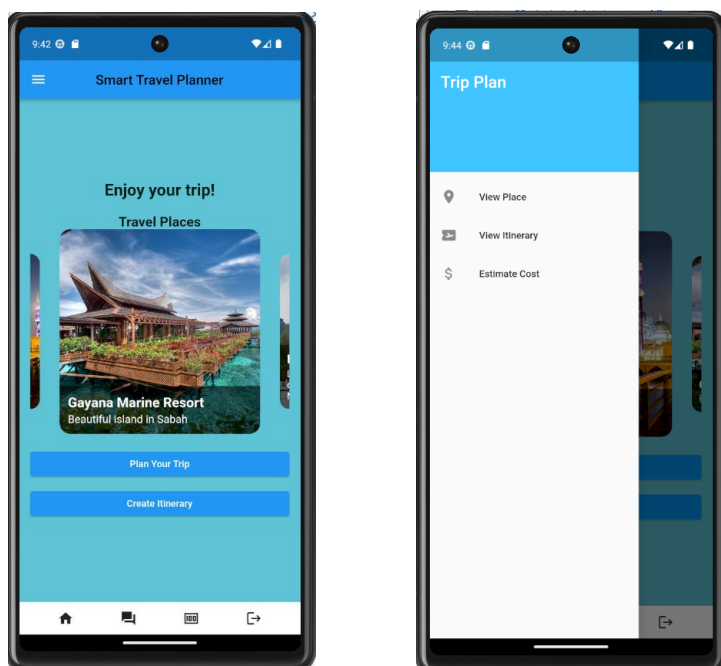 9:42
Smart Travel Planner
Enjoy your trip!
Travel Places
Gayana Marine Resort
Beautiful island in Sabah
Plan Your Trip
Create Itinerary
9:44
Trip Plan
View Place
View Itinerary
Estimate Cost